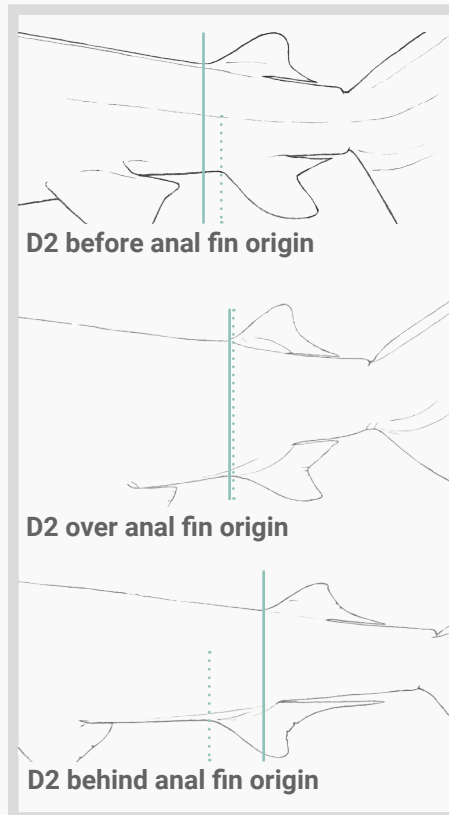 D2 before anal fin origin
D2 over anal fin origin
D2 behind anal fin origin